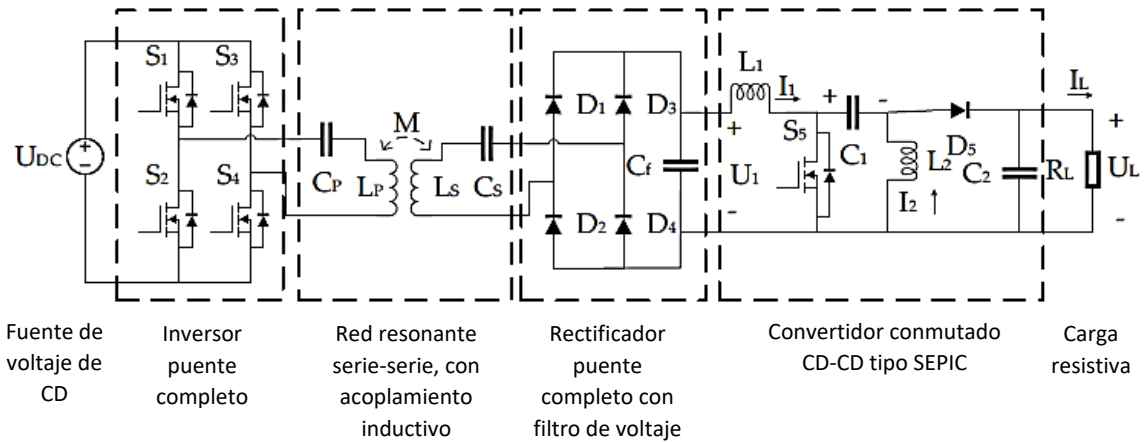 S1
S3
S2
S4
UDC
M
CP
LP
LS
CS
D1
D3
D2
D4
Cf
L1
I1
+
-
S5
C1
L2
D5
I2
C2
RL
IL
+
UL
-
+
U1
-
Fuente de
voltaje de
CD
Inversor
puente
completo
Red resonante
serie-serie, con
acoplamiento
inductivo
Rectificador
puente
completo con
filtro de voltaje
Convertidor conmutado
CD-CD tipo SEPIC
Carga
resistiva